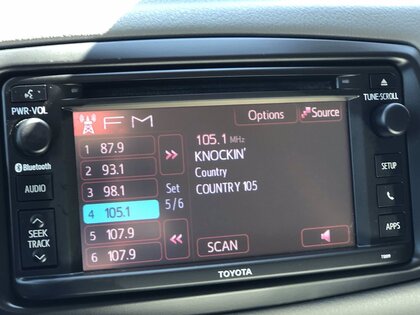 PWR•VOL
Bluetooth
AUDIO
SEEK
TRACK
FM
Options
Source
1 87.9
2 93.1
3 98.1
4 105.1
5 107.9
6 107.9
Set
5/6
105.1 MHz
KNOCKIN'
Country
COUNTRY 105
SCAN
TOYOTA
TUNE•SCROLL
SETUP
APPS